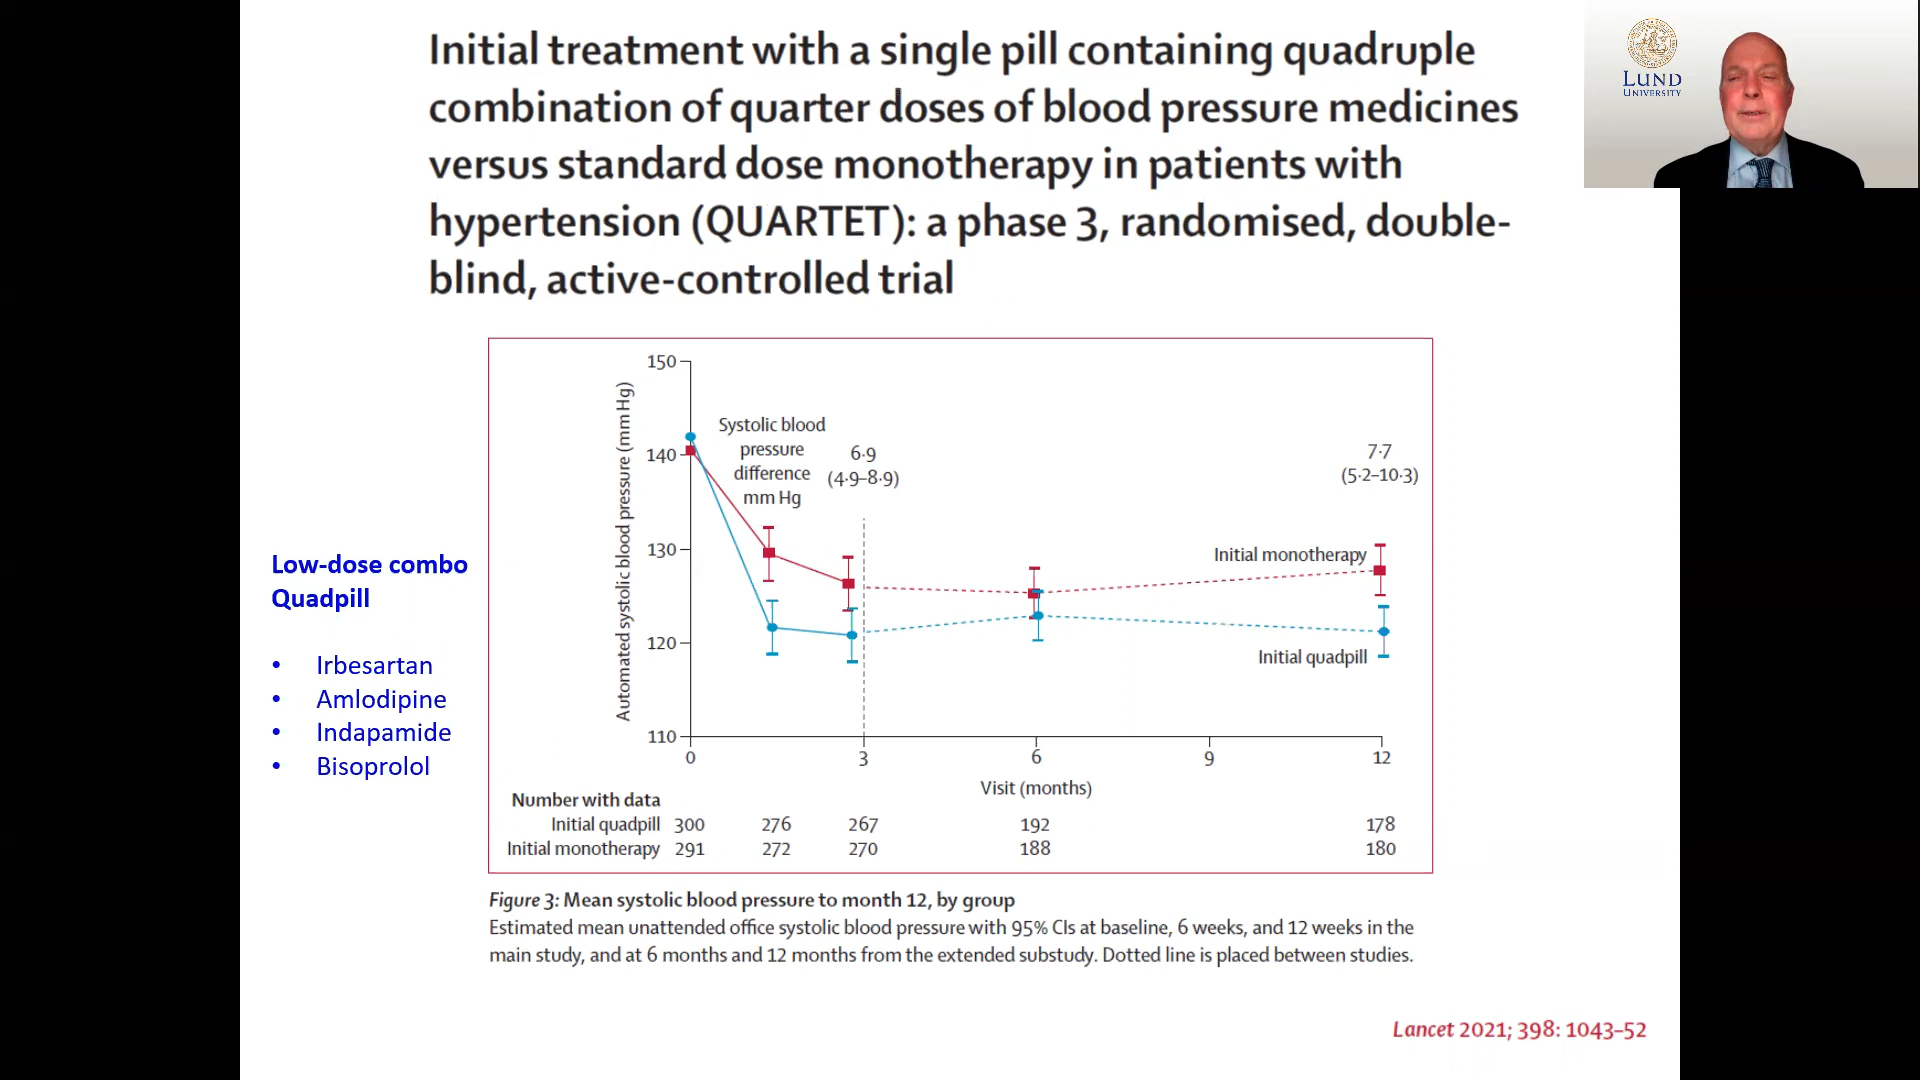 Initial treatment with a single pill containing quadruple
combination of quarter doses of blood pressure medicines
versus standard dose monotherapy in patients with
hypertension (QUARTET): a phase 3, randomised, double-
blind, active-controlled trial
LUND
UNIVERSITY
Low-dose combo
Quadpill
• Irbesartan
• Amlodipine
• Indapamide
• Bisoprolol
Automated systolic blood pressure (mm Hg)
150
140
130
120
110
Systolic blood
pressure
difference
mm Hg
6·9
(4·9–8·9)
7·7
(5·2–10·3)
Initial monotherapy
Initial quadpill
0 3 6 9 12
Visit (months)
Number with data
Initial quadpill 300 276 267 192 178
Initial monotherapy 291 272 270 188 180
Figure 3: Mean systolic blood pressure to month 12, by group
Estimated mean unattended office systolic blood pressure with 95% CIs at baseline, 6 weeks, and 12 weeks in the
main study, and at 6 months and 12 months from the extended substudy. Dotted line is placed between studies.
Lancet 2021; 398: 1043–52